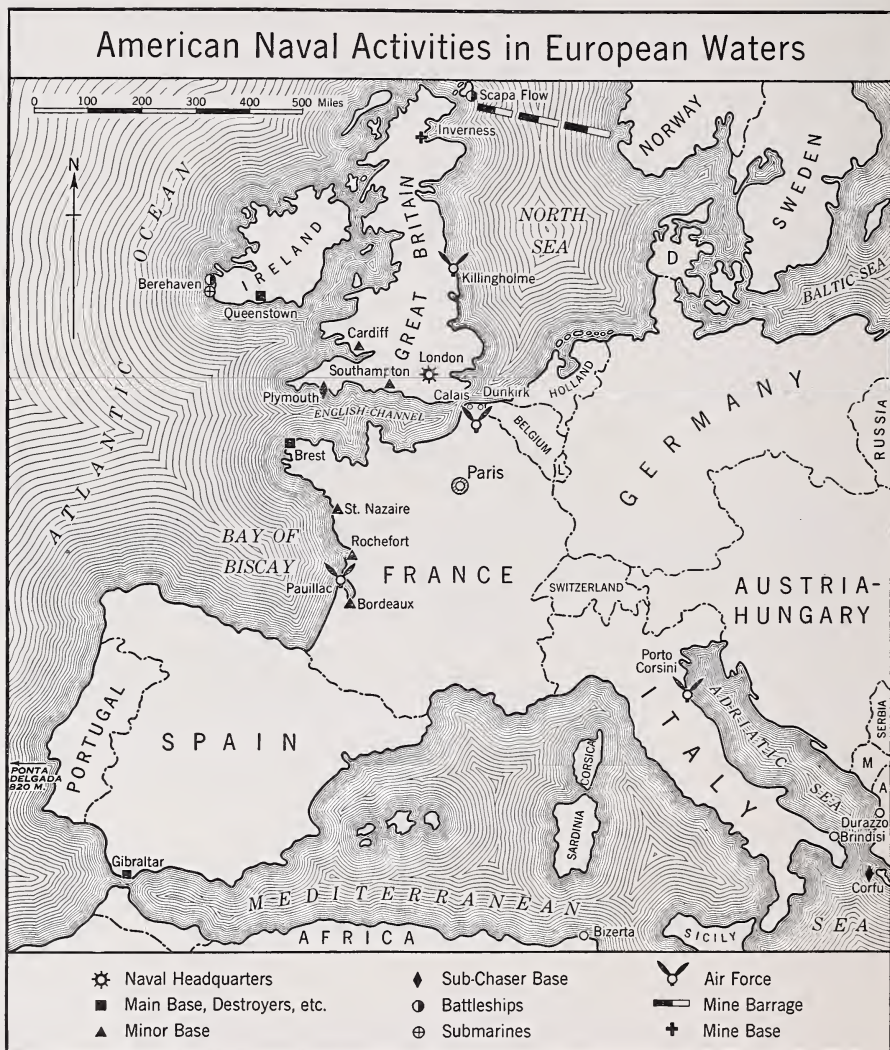 American Naval Activities in European Waters
0 100 200 300 400 500 Miles
Scapa Flow
Inverness
NORWAY
SWEDEN
N
OCEAN
GREAT BRITAIN
NORTH
SEA
IRELAND
D
Killingholme
Berehaven
Queenstown
BALTIC SEA
Cardiff
London
Southampton
HOLLAND
Plymouth
Calais
Dunkirk
ENGLISH CHANNEL
BELGIUM
GERMANY
RUSSIA
ATLANTIC
Brest
L
Paris
St. Nazaire
BAY OF
BISCAY
Rochefort
FRANCE
Pauillac
SWITZERLAND
AUSTRIA-
HUNGARY
Bordeaux
Porto
Corsini
ITALY
ADRIATIC
SEA
SERBIA
PORTUGAL
SPAIN
CORSICA
M
A
PONTA
DELGADA
820 M.
SARDINIA
Durazzo
Brindisi
Gibraltar
Corfu
MEDITERRANEAN
SEA
AFRICA
Bizerta
SICILY
Naval Headquarters
Main Base, Destroyers, etc.
Minor Base
Sub-Chaser Base
Battleships
Submarines
Air Force
Mine Barrage
Mine Base